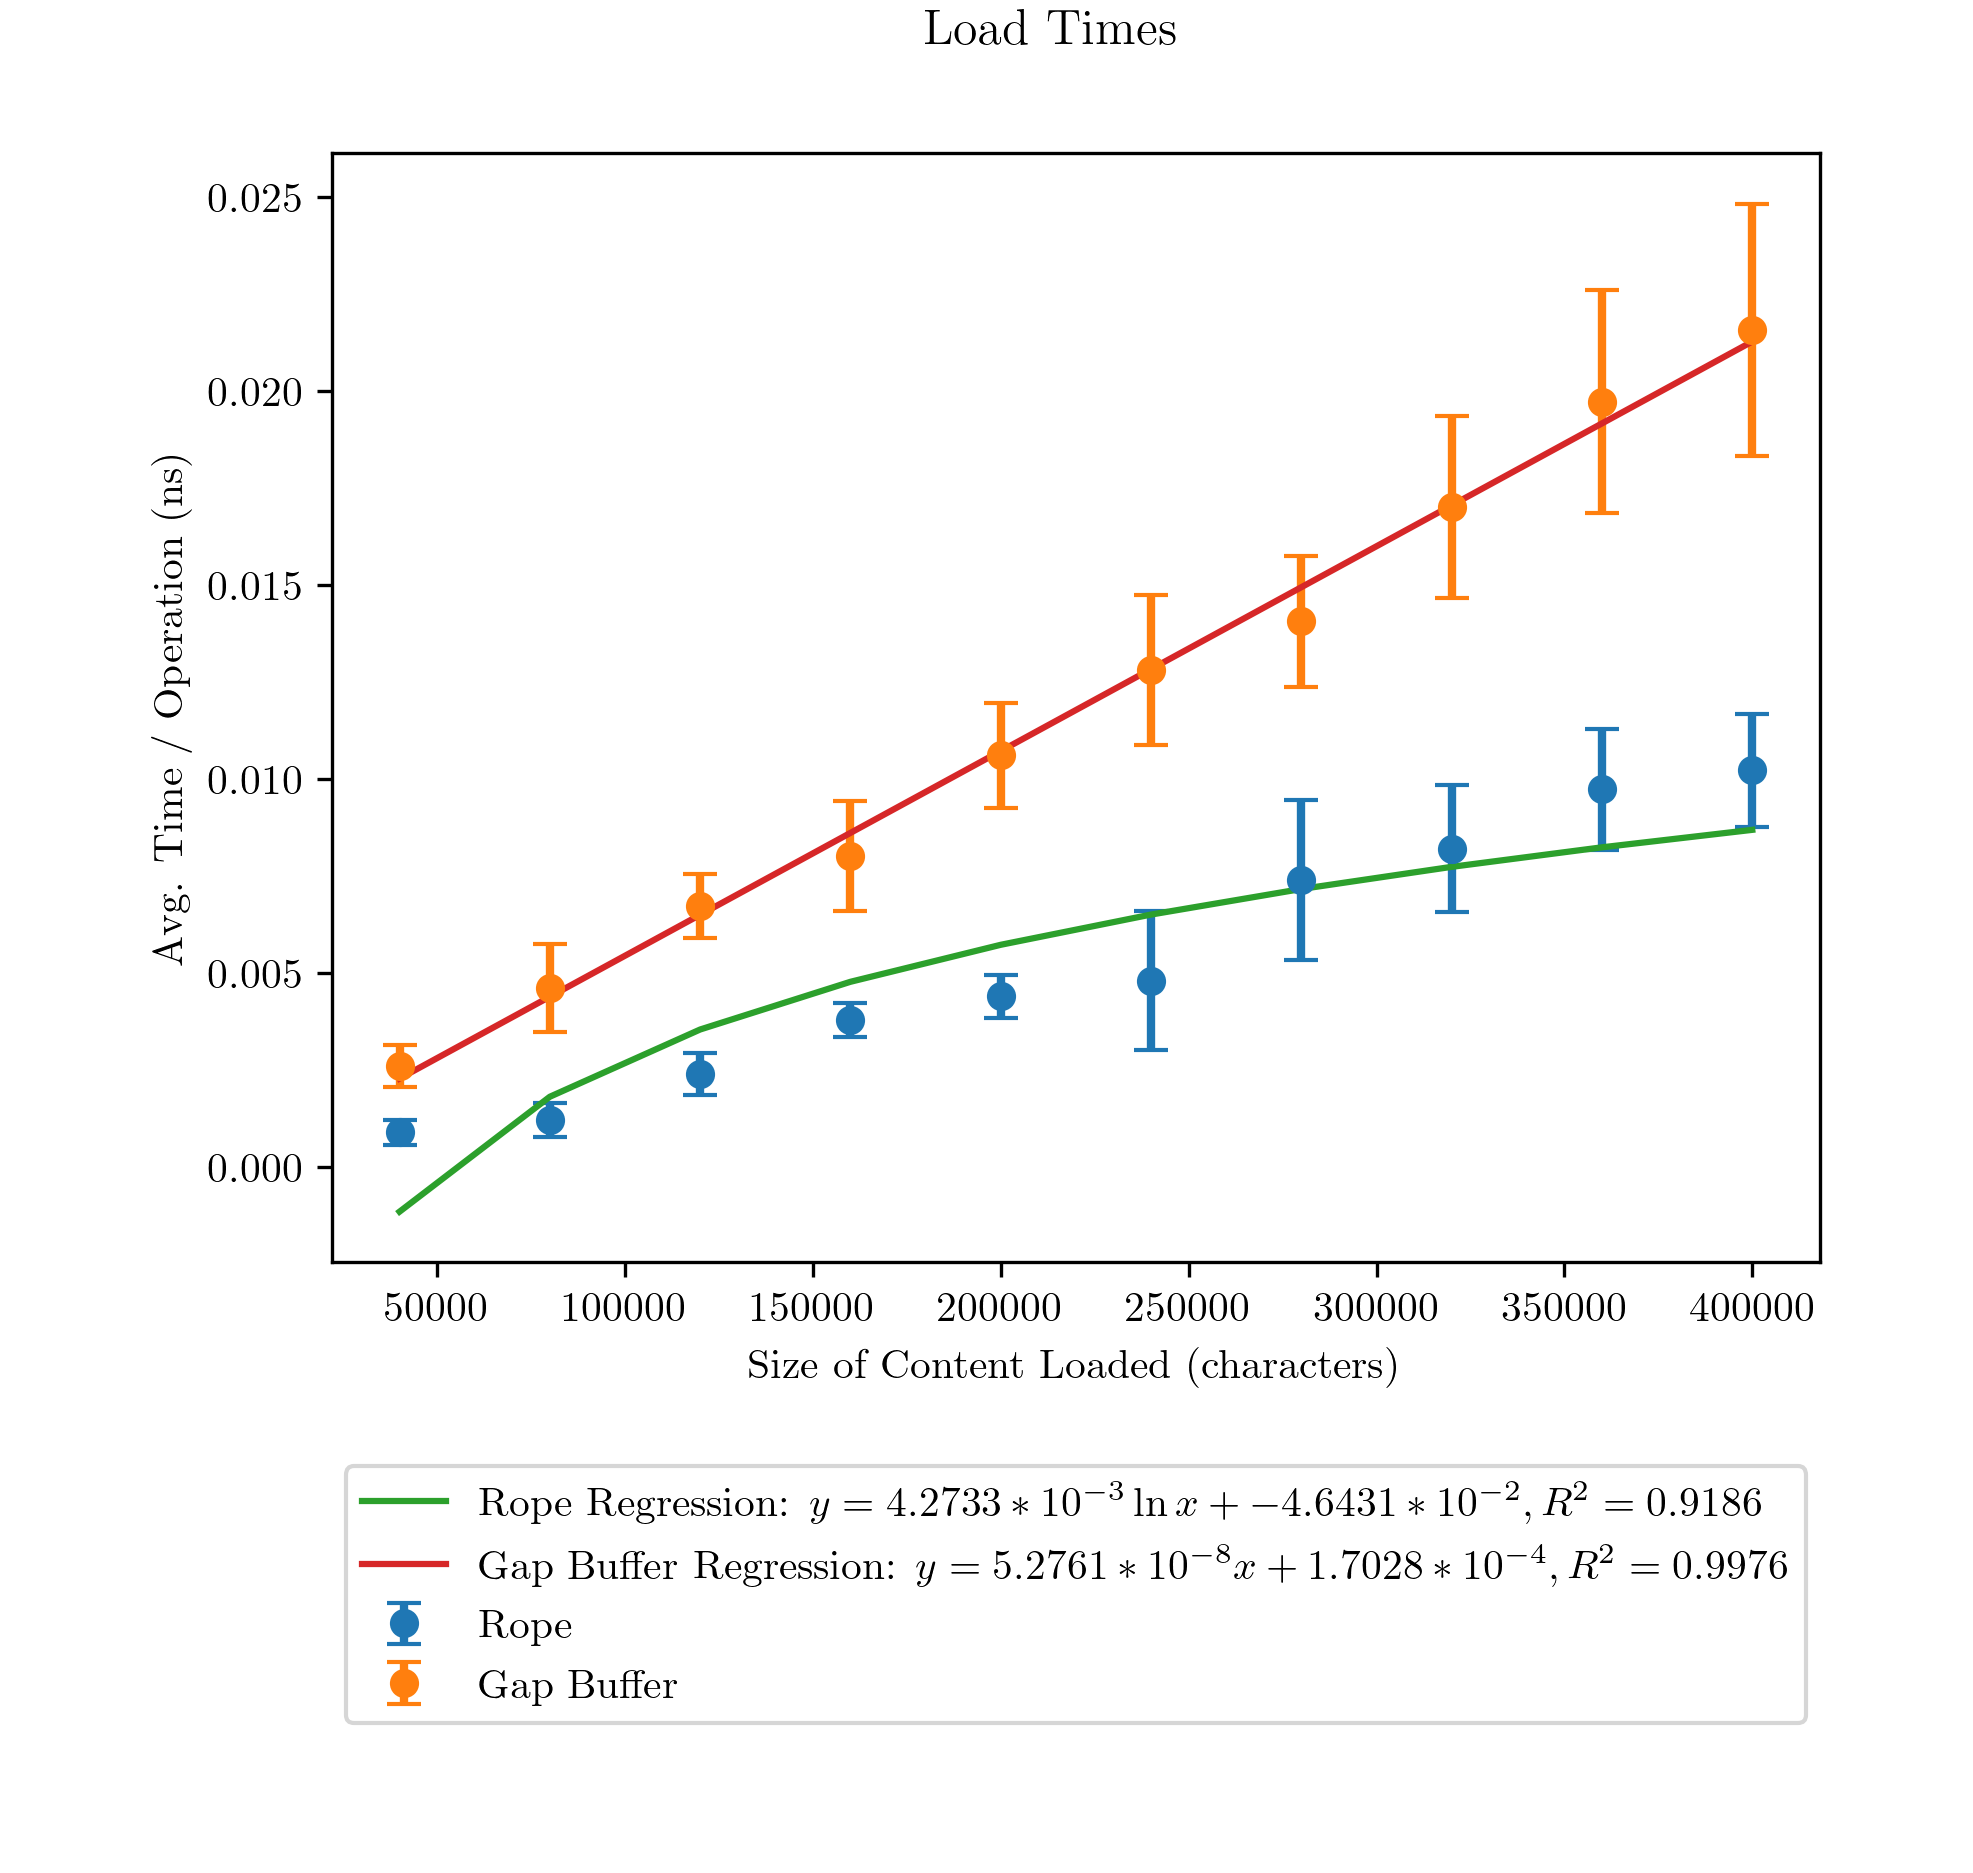 Load Times
0.025
0.020
0.015
0.010
0.005
0.000
Avg. Time / Operation (ns)
50000 100000 150000 200000 250000 300000 350000 400000
Size of Content Loaded (characters)
Rope Regression: y = 4.2733 * 10^{-3} ln x + -4.6431 * 10^{-2}, R^2 = 0.9186
Gap Buffer Regression: y = 5.2761 * 10^{-8}x + 1.7028 * 10^{-4}, R^2 = 0.9976
Rope
Gap Buffer